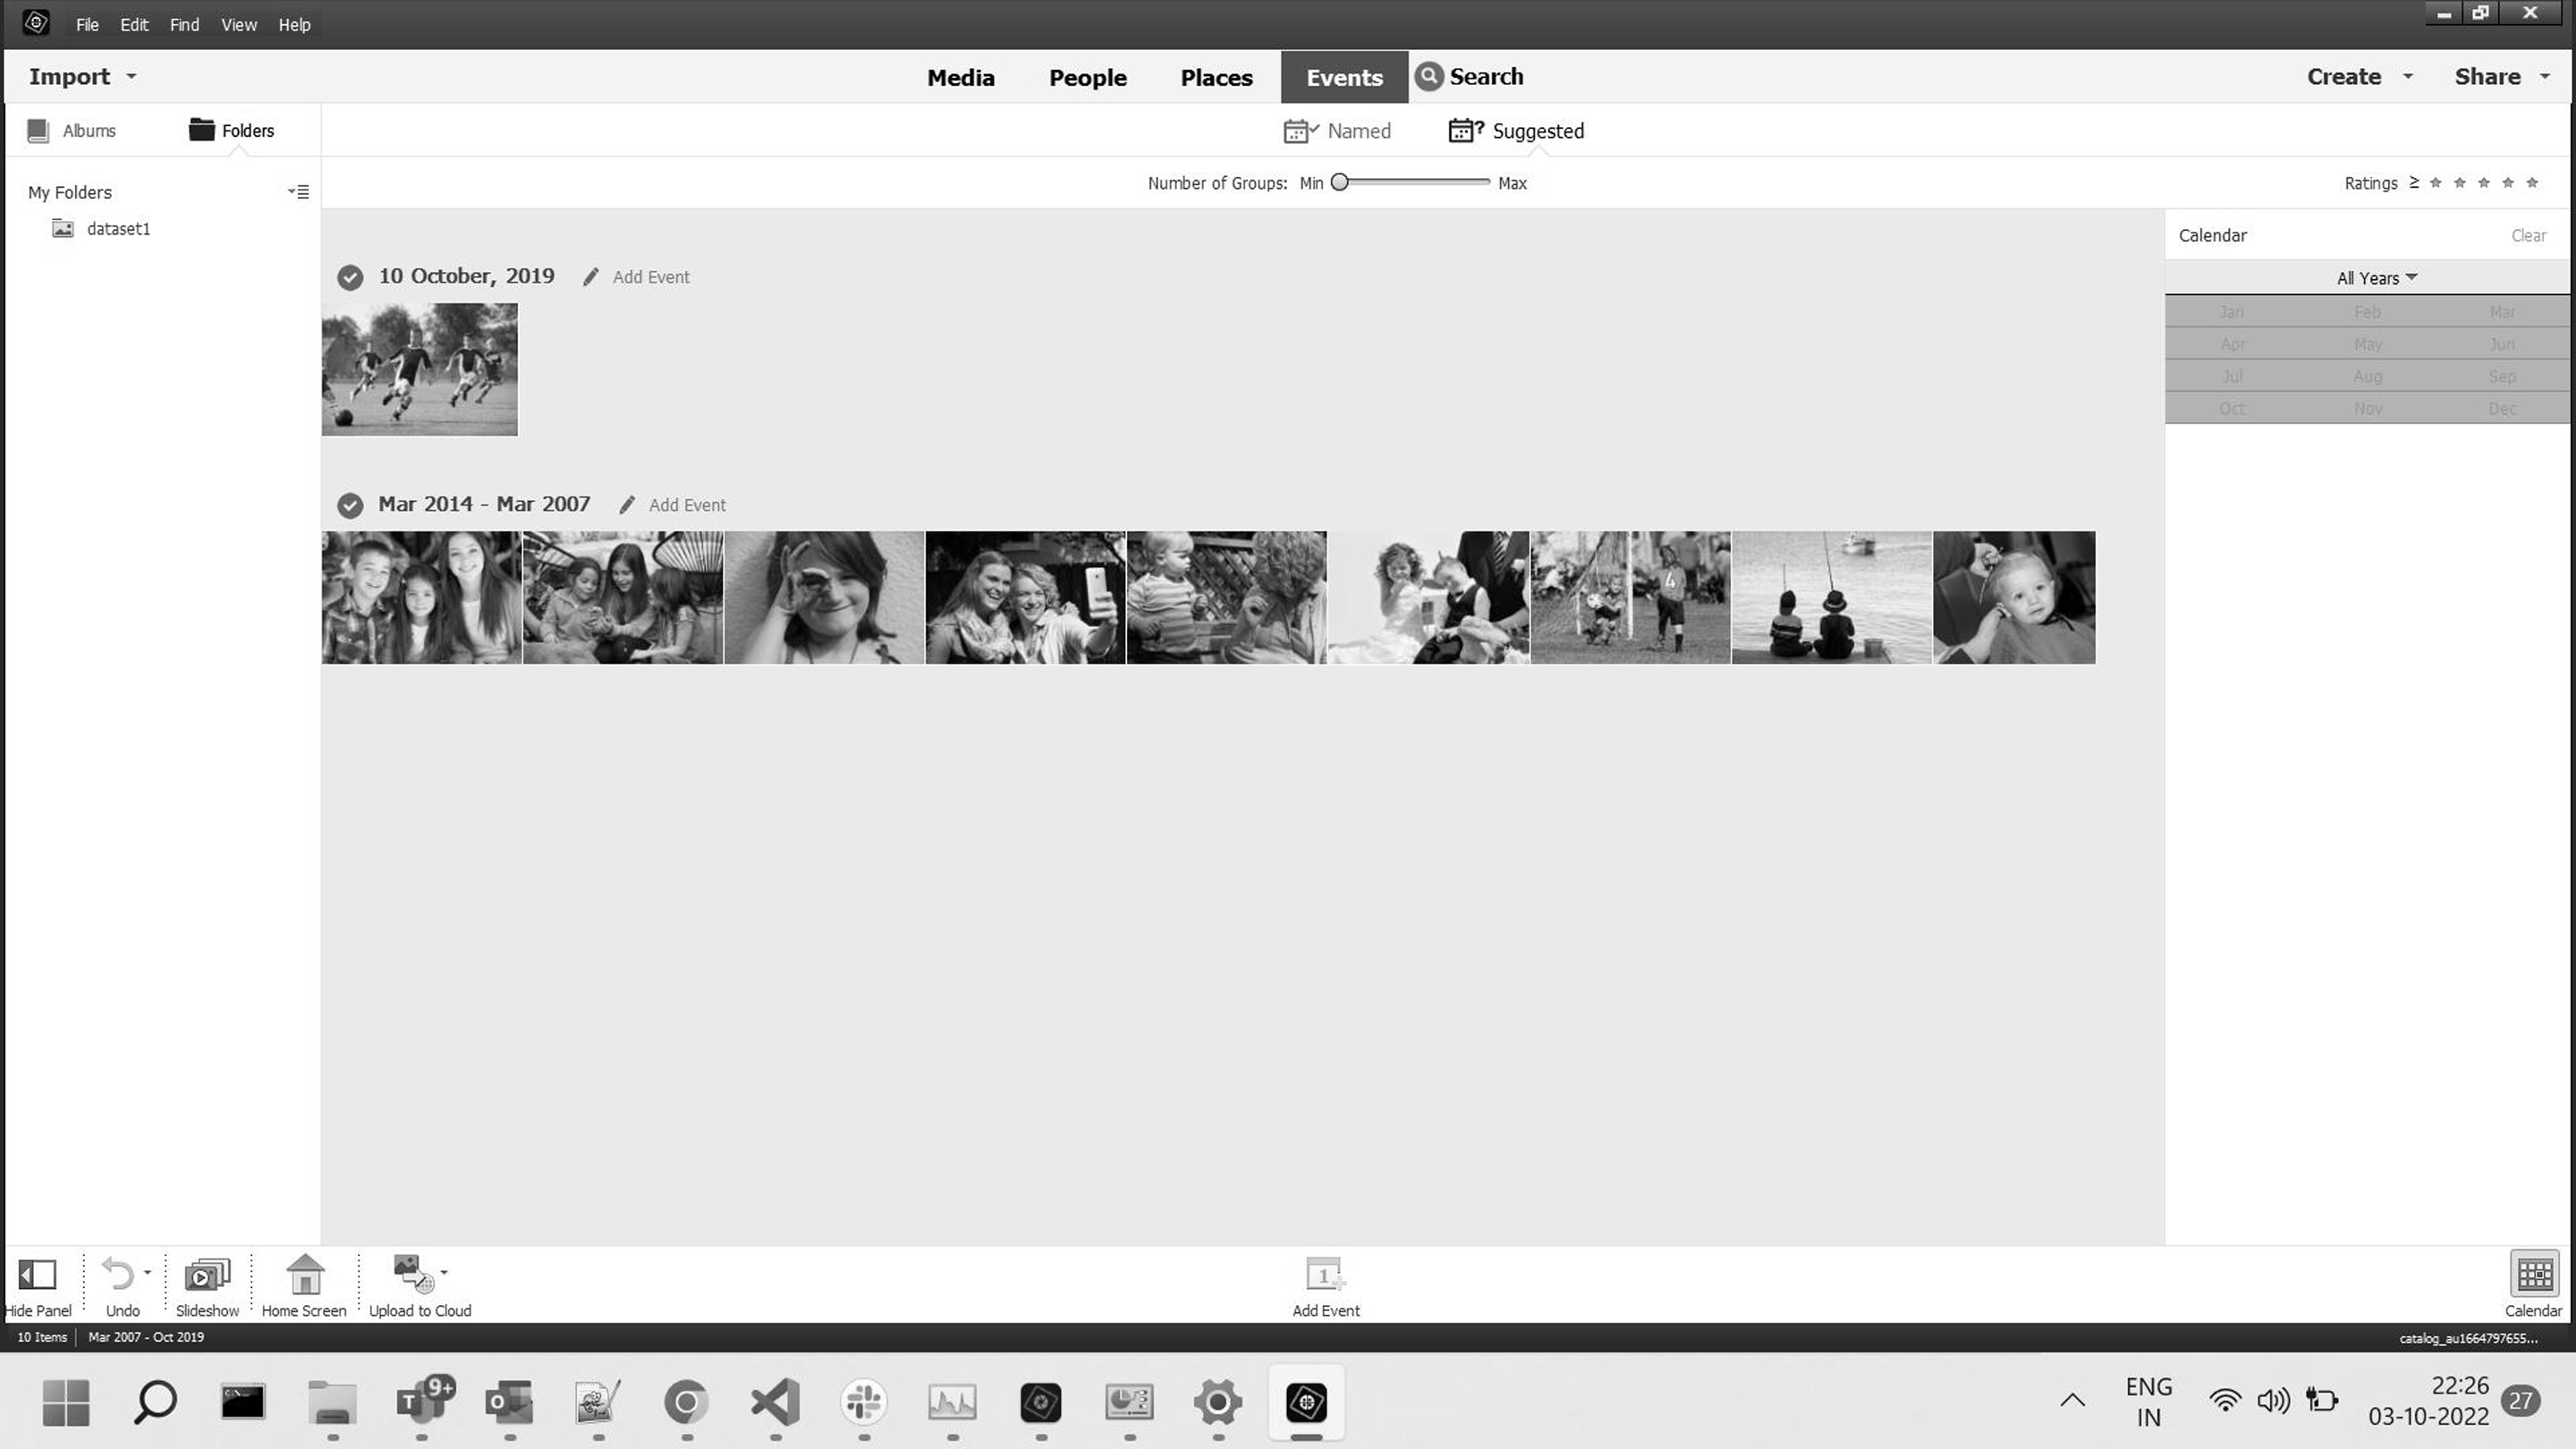 File Edit Find View Help
Import Media People Places Events Search Create Share
Albums Folders Named Suggested
My Folders Number of Groups: Min Max Ratings ≥
dataset1
Calendar Clear
All Years
Jan Feb Mar
Apr May Jun
Jul Aug Sep
Oct Nov Dec
10 October, 2019 Add Event
Mar 2014 - Mar 2007 Add Event
4
1
Hide Panel Undo Slideshow Home Screen Upload to Cloud Add Event Calendar
10 Items Mar 2007 - Oct 2019 catalog_au1664797655...
T 9+
O
ENG
IN
22:26
03-10-2022
27